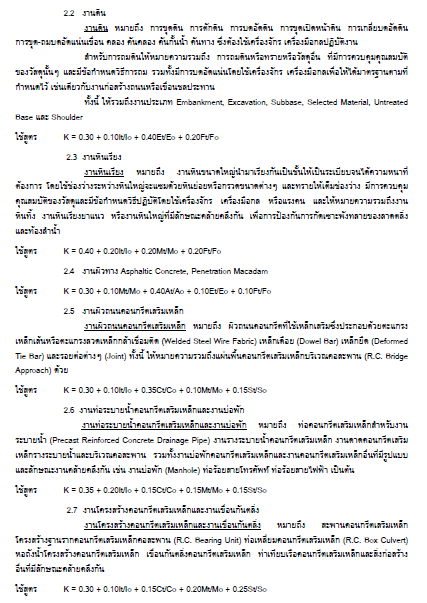 2.2 งานดิน
งานดิน หมายถึง การขุดดิน การตักดิน การบดอัดดิน การขุดเปิดหน้าดิน การเกลี่ยบดอัดดิน
การขุด-ถมบดอัดแน่นเขื่อน คลอง คันคลอง คันกั้นน้ำ คันทาง ซึ่งต้องใช้เครื่องจักร เครื่องมือกลปฏิบัติงาน
สำหรับการถมดินให้หมายความรวมถึง การถมดินหรือทรายหรือวัสดุอื่น ที่มีการควบคุมคุณสมบัติ
ของวัสดุนั้นๆ และมีข้อกำหนดวิธีการถม รวมทั้งมีการบดอัดแน่นโดยใช้เครื่องจักร เครื่องมือกลเพื่อให้ได้มาตรฐานตามที่
กำหนดไว้ เช่นเดียวกับงานก่อสร้างถนนหรือเขื่อนชลประทาน
ทั้งนี้ ให้รวมถึงงานประเภท Embankment, Excavation, Subbase, Selected Material, Untreated
Base และ Shoulder
ใช้สูตร K = 0.30 + 0.10It/Io + 0.40Et/Eo + 0.20Ft/Fo
2.3 งานหินเรียง
งานหินเรียง หมายถึง งานหินขนาดใหญ่นำมาเรียงกันเป็นชั้นให้เป็นระเบียบจนได้ความหนาที่
ต้องการ โดยใช้ช่องว่างระหว่างหินใหญ่จะแซมด้วยหินย่อยหรือกรวดขนาดต่างๆ และทรายให้เต็มช่องว่าง มีการควบคุม
คุณสมบัติของวัสดุและมีข้อกำหนดวิธีปฏิบัติโดยใช้เครื่องจักร เครื่องมือกล หรือแรงคน และให้หมายความรวมถึงงาน
หินทิ้ง งานหินเรียงยาแนว หรืองานหินใหญ่ที่มีลักษณะคล้ายคลึงกัน เพื่อการป้องกันการกัดเซาะพังทลายของลาดตลิ่ง
และท้องลำน้ำ
ใช้สูตร K = 0.40 + 0.20It/Io + 0.20Mt/Mo + 0.20Ft/Fo
2.4 งานผิวทาง Asphaltic Concrete, Penetration Macadam
ใช้สูตร K = 0.30 + 0.10Mt/Mo + 0.40At/Ao + 0.10Et/Eo + 0.10Ft/Fo
2.5 งานผิวถนนคอนกรีตเสริมเหล็ก
งานผิวถนนคอนกรีตเสริมเหล็ก หมายถึง ผิวถนนคอนกรีตที่ใช้เหล็กเสริมซึ่งประกอบด้วยตะแกรง
เหล็กเส้นหรือตะแกรงลวดเหล็กกล้าเชื่อมติด (Welded Steel Wire Fabric) เหล็กเดือย (Dowel Bar) เหล็กยึด (Deformed
Tie Bar) และรอยต่อต่างๆ (Joint) ทั้งนี้ ให้หมายความรวมถึงแผ่นพื้นคอนกรีตเสริมเหล็กบริเวณคอสะพาน (R.C. Bridge
Approach) ด้วย
ใช้สูตร K = 0.30 + 0.10It/Io + 0.35Ct/Co + 0.10Mt/Mo + 0.15St/So
2.6 งานท่อระบายน้ำคอนกรีตเสริมเหล็กและงานบ่อพัก
งานท่อระบายน้ำคอนกรีตเสริมเหล็กและงานบ่อพัก หมายถึง ท่อคอนกรีตเสริมเหล็กสำหรับงาน
ระบายน้ำ (Precast Reinforced Concrete Drainage Pipe) งานรางระบายน้ำคอนกรีตเสริมเหล็ก งานดาดคอนกรีตเสริม
เหล็กรางระบายน้ำและบริเวณคอสะพาน รวมทั้งงานบ่อพักคอนกรีตเสริมเหล็กและงานคอนกรีตเสริมเหล็กอื่นที่มีรูปแบบ
และลักษณะงานคล้ายคลึงกัน เช่น งานบ่อพัก (Manhole) ท่อร้อยสายโทรศัพท์ ท่อร้อยสายไฟฟ้า เป็นต้น
ใช้สูตร K = 0.35 + 0.20It/Io + 0.15Ct/Co + 0.15Mt/Mo + 0.15St/So
2.7 งานโครงสร้างคอนกรีตเสริมเหล็กและงานเขื่อนกันตลิ่ง
งานโครงสร้างคอนกรีตเสริมเหล็กและงานเขื่อนกันตลิ่ง หมายถึง สะพานคอนกรีตเสริมเหล็ก
โครงสร้างฐานรากคอนกรีตเสริมเหล็กคอสะพาน (R.C. Bearing Unit) ท่อเหลี่ยมคอนกรีตเสริมเหล็ก (R.C. Box Culvert)
หอถังน้ำโครงสร้างคอนกรีตเสริมเหล็ก เขื่อนกันตลิ่งคอนกรีตเสริมเหล็ก ท่าเทียบเรือคอนกรีตเสริมเหล็กและสิ่งก่อสร้าง
อื่นที่มีลักษณะคล้ายคลึงกัน
ใช้สูตร K = 0.30 + 0.10It/Io + 0.15Ct/Co + 0.20Mt/Mo + 0.25St/So